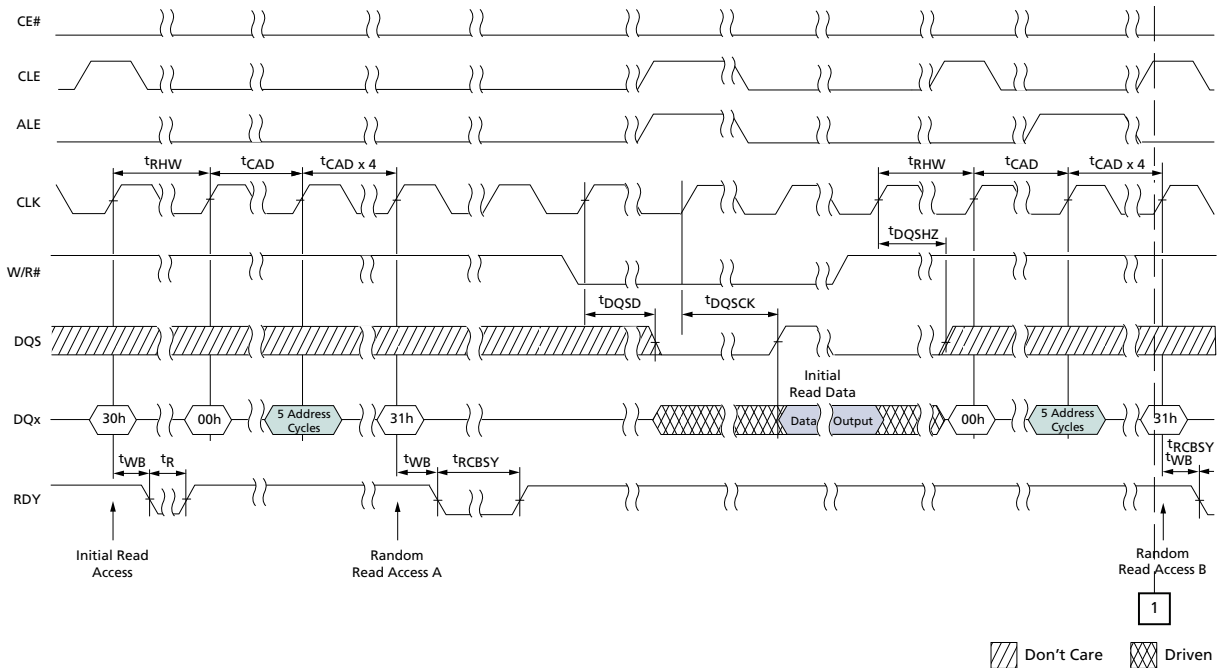 CE#
CLE
ALE
tRHW
tCAD
tCAD x 4
tRHW
tCAD
tCAD x 4
CLK
tDQSHZ
W/R#
tDQSD
tDQSCK
DQS
Initial
Read Data
DQx
30h
00h
5 Address
Cycles
31h
Data
Output
00h
5 Address
Cycles
31h
tWB
tR
tWB
tRCBSY
tRCBSY
tWB
RDY
Initial Read
Access
Random
Read Access A
Random
Read Access B
1
Don't Care
Driven